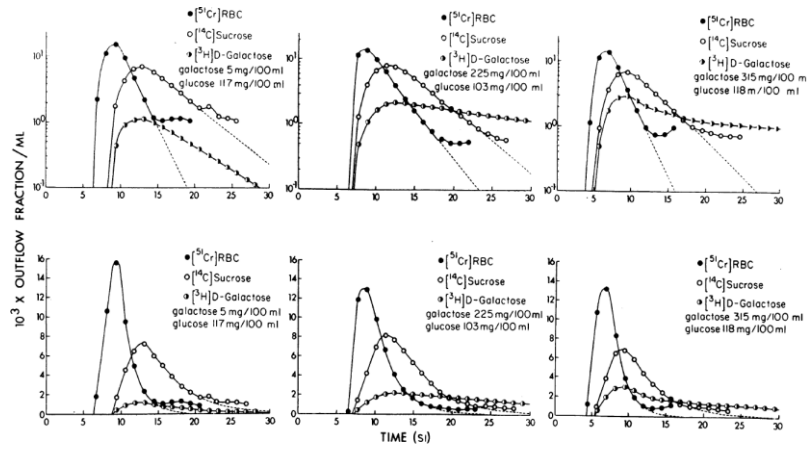 ●[⁵¹Cr]RBC
○[¹⁴C]Sucrose
◑[³H]D-Galactose
galactose 5 mg/100 ml
glucose 117 mg/100 ml
10¹
10⁰
10⁻¹
0 5 10 15 20 25 30
●[⁵¹Cr]RBC
○[¹⁴C]Sucrose
◑[³H]D-Galactose
galactose 225 mg/100 ml
glucose 103 mg/100 ml
10¹
10⁰
10⁻¹
0 5 10 15 20 25 30
●[⁵¹Cr]RBC
○[¹⁴C]Sucrose
◑[³H]D-Galactose
galactose 315 mg/100 ml
glucose 118 m/100 ml
10¹
10⁰
10⁻¹
0 5 10 15 20 25 30
10³ X OUTFLOW FRACTION / ML
●[⁵¹Cr]RBC
○[¹⁴C]Sucrose
◑[³H]D-Galactose
galactose 5 mg/100 ml
glucose 117 mg/100 ml
16
14
12
10
8
6
4
2
0
0 5 10 15 20 25 30
●[⁵¹Cr]RBC
○[¹⁴C]Sucrose
◑[³H]D-Galactose
galactose 225 mg/100ml
glucose 103 mg/100 ml
16
14
12
10
8
6
4
2
0
0 5 10 15 20 25 30
●[⁵¹Cr]RBC
○[¹⁴C]Sucrose
◑[³H]D-Galactose
galactose 315 mg/100ml
glucose 118 mg/100 ml
16
14
12
10
8
6
4
2
0
0 5 10 15 20 25 30
TIME (SI)